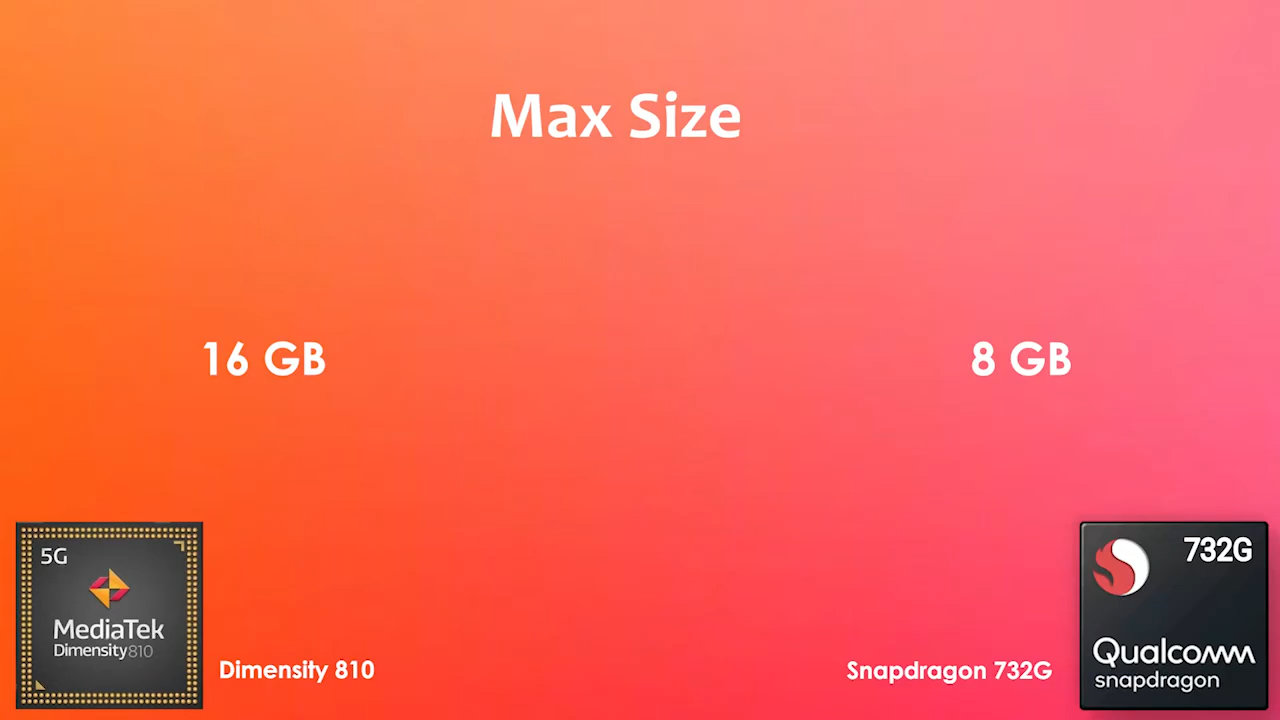 Max Size
16 GB
8 GB
5G
MediaTek
Dimensity810
Dimensity 810
Snapdragon 732G
732G
Qualcomm
snapdragon